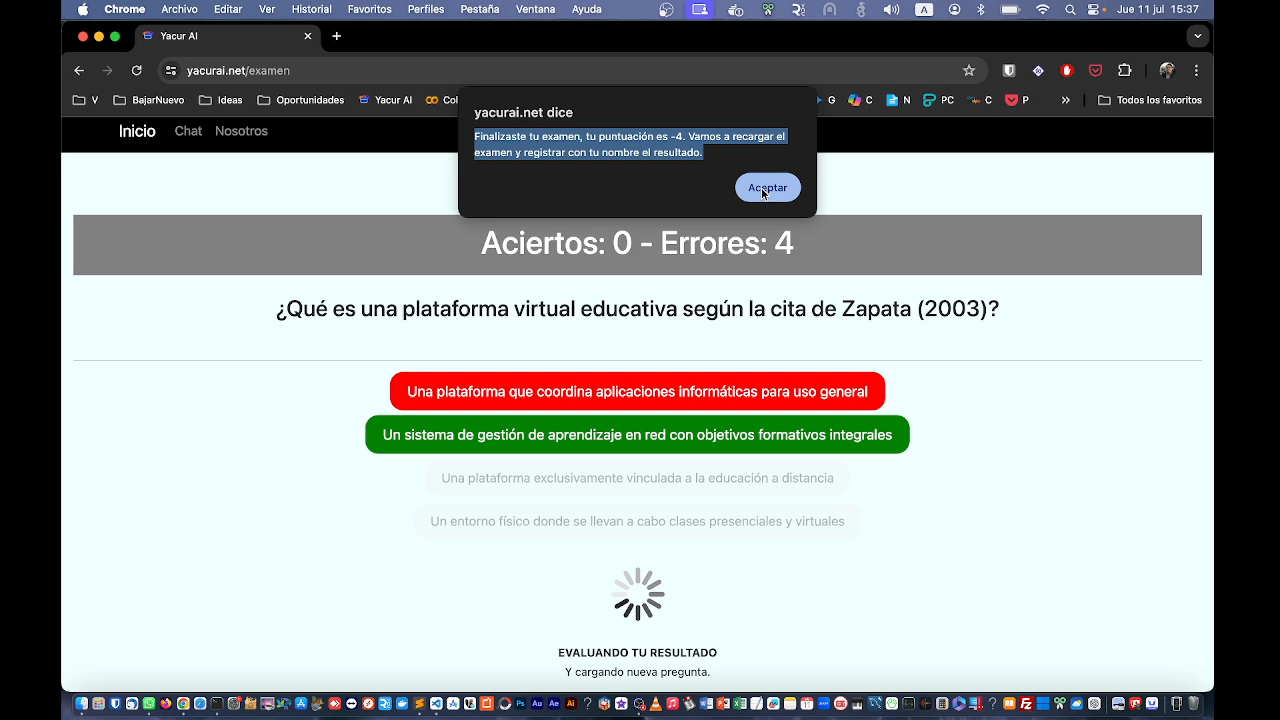 Chrome Archivo Editar Ver Historial Favoritos Perfiles Pestaña Ventana Ayuda A Jue 11 jul 15:37
Yacur AI
yacurai.net/examen
V BajarNuevo Ideas Oportunidades Yacur AI Col G C N PC C P » Todos los favoritos
yacurai.net dice
Finalizaste tu examen, tu puntuación es -4. Vamos a recargar el
examen y registrar con tu nombre el resultado.
Aceptar
Inicio Chat Nosotros
Aciertos: 0 - Errores: 4
¿Qué es una plataforma virtual educativa según la cita de Zapata (2003)?
Una plataforma que coordina aplicaciones informáticas para uso general
Un sistema de gestión de aprendizaje en red con objetivos formativos integrales
Una plataforma exclusivamente vinculada a la educación a distancia
Un entorno físico donde se llevan a cabo clases presenciales y virtuales
EVALUANDO TU RESULTADO
Y cargando nueva pregunta.